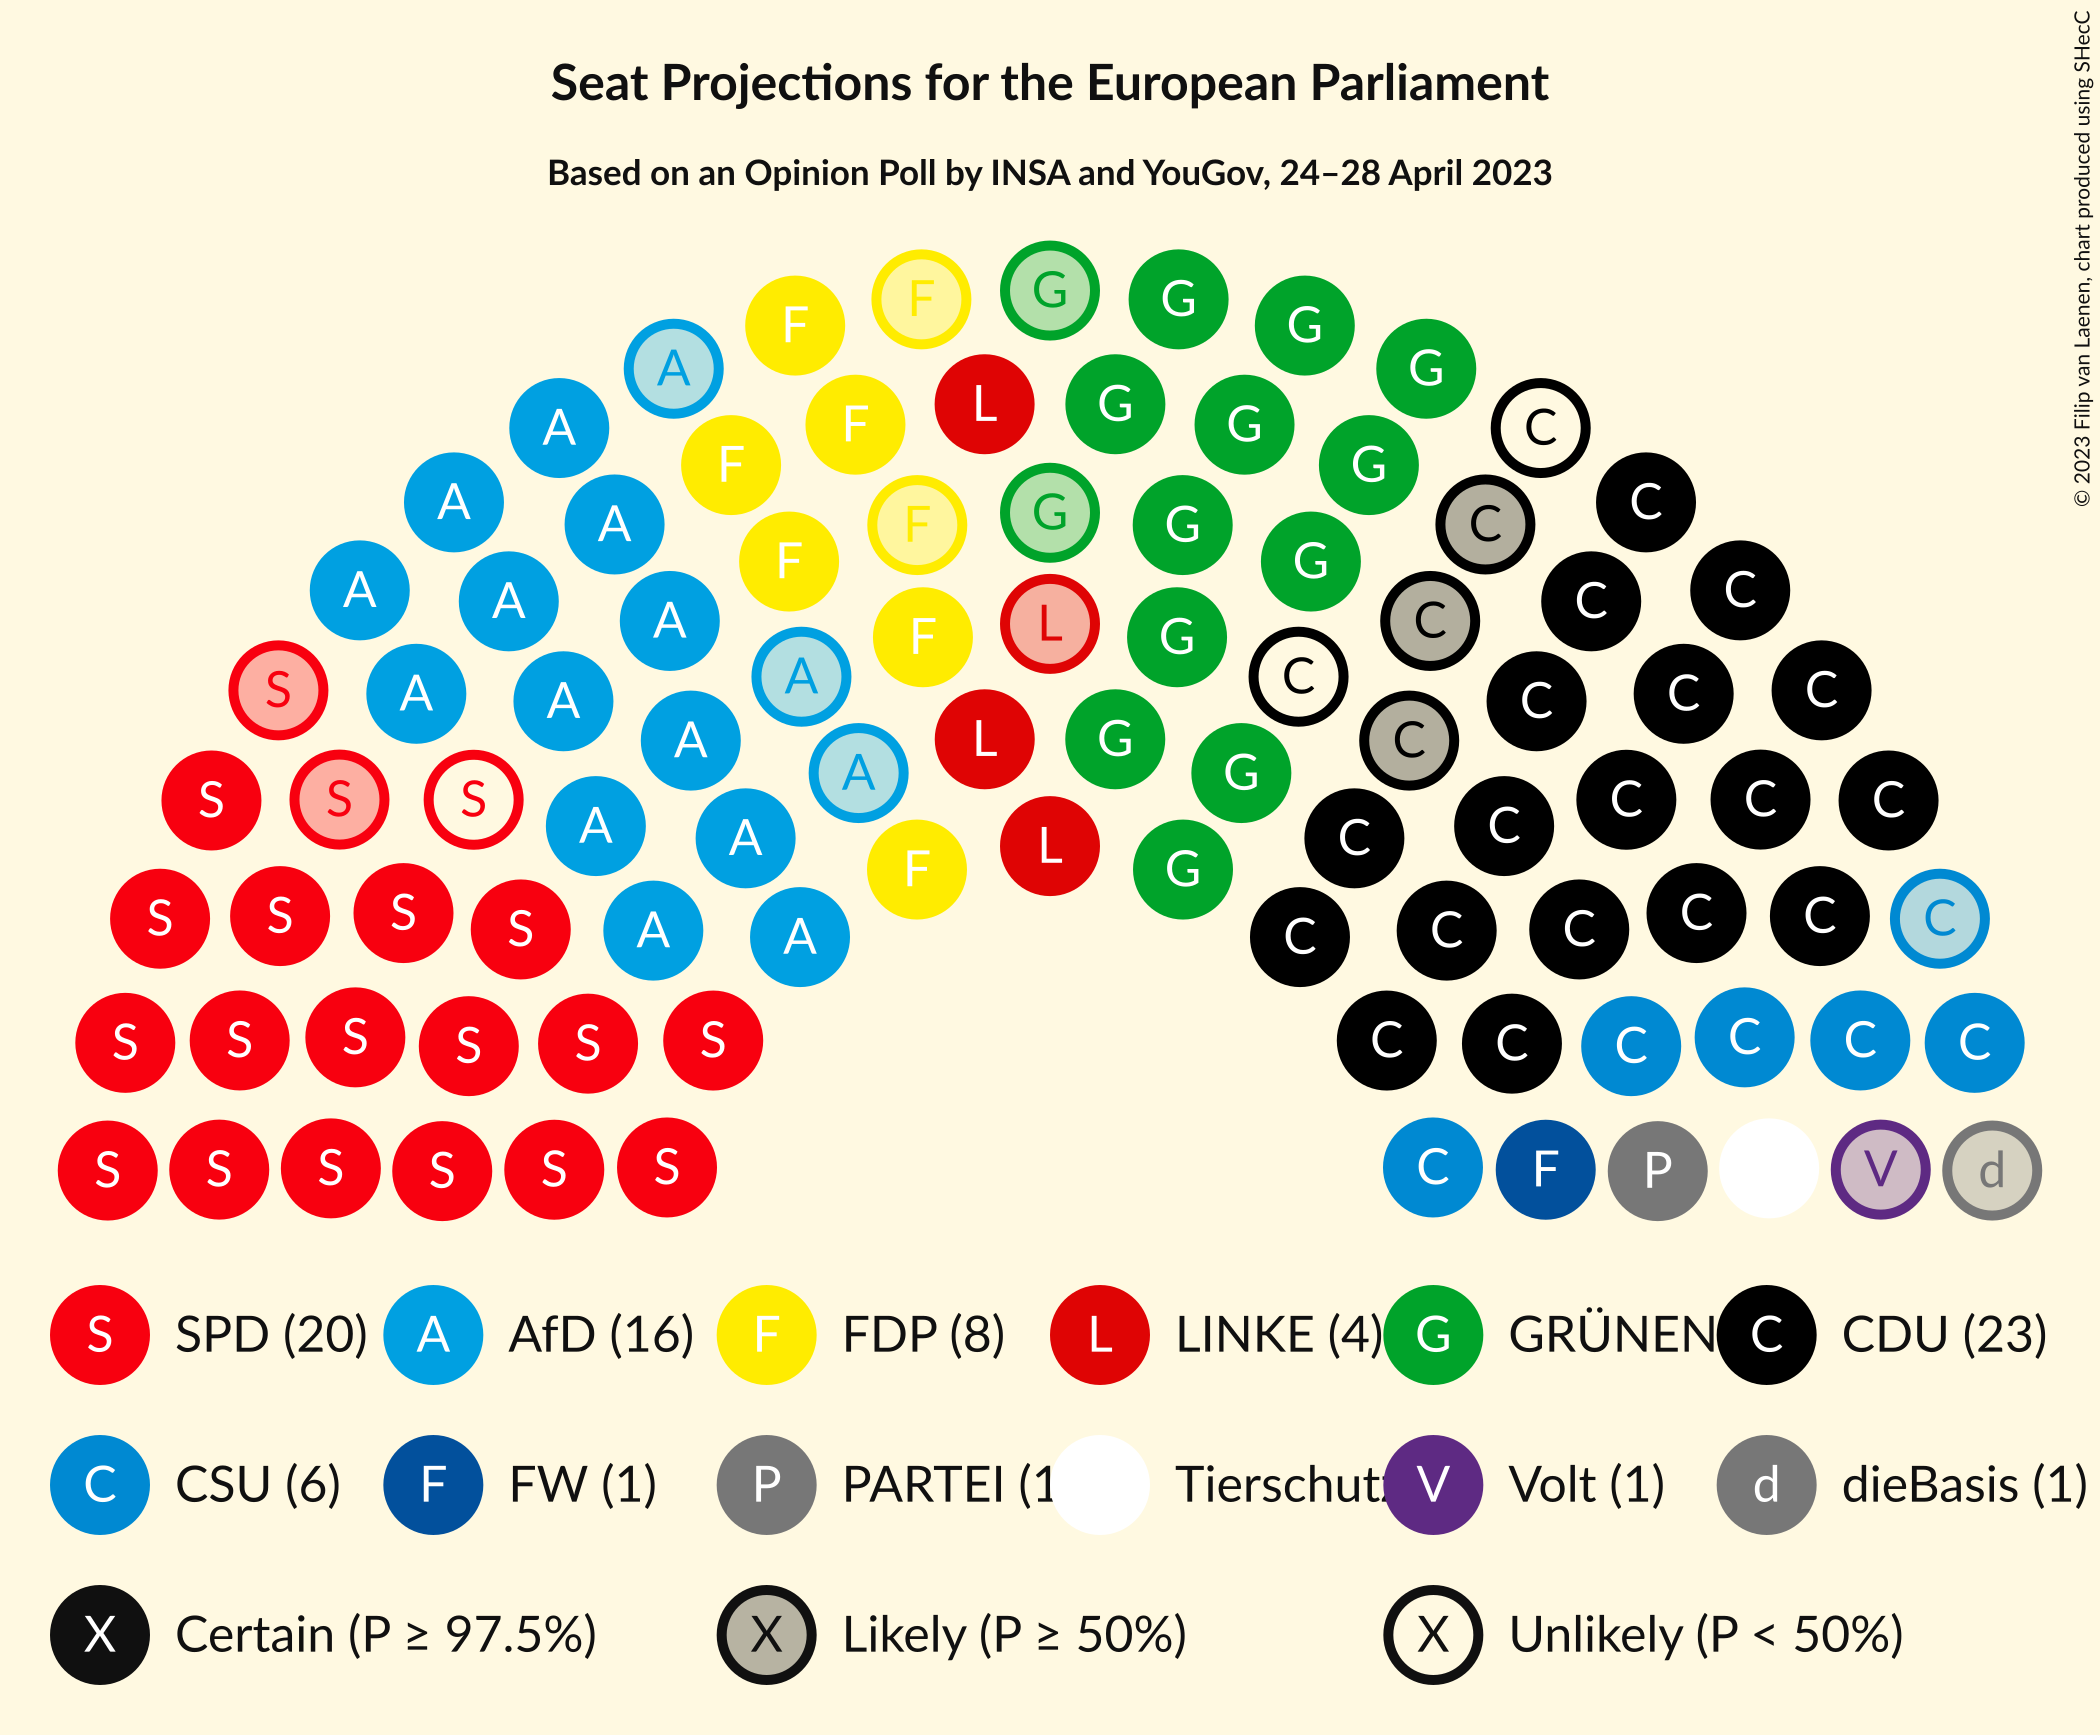 Seat Projections for the European Parliament
Based on an Opinion Poll by INSA and YouGov, 24–28 April 2023
© 2023 Filip van Laenen, chart produced using SHecC
F G G G
A F G
A F L G G C
A A F F G G G C C
A A A F L G G C C C C
S A A A A F G C C C C C
S S S A A A L G G C C C C C C
S S S S A A F L G C C C C C C
S S S S S S C C C C C C
S S S S S S C F P V d
S SPD (20) A AfD (16) F FDP (8) L LINKE (4) G GRÜNEN C CDU (23)
C CSU (6) F FW (1) P PARTEI (1 Tierschutz V Volt (1) d dieBasis (1)
X Certain (P ≥ 97.5%) X Likely (P ≥ 50%) X Unlikely (P < 50%)